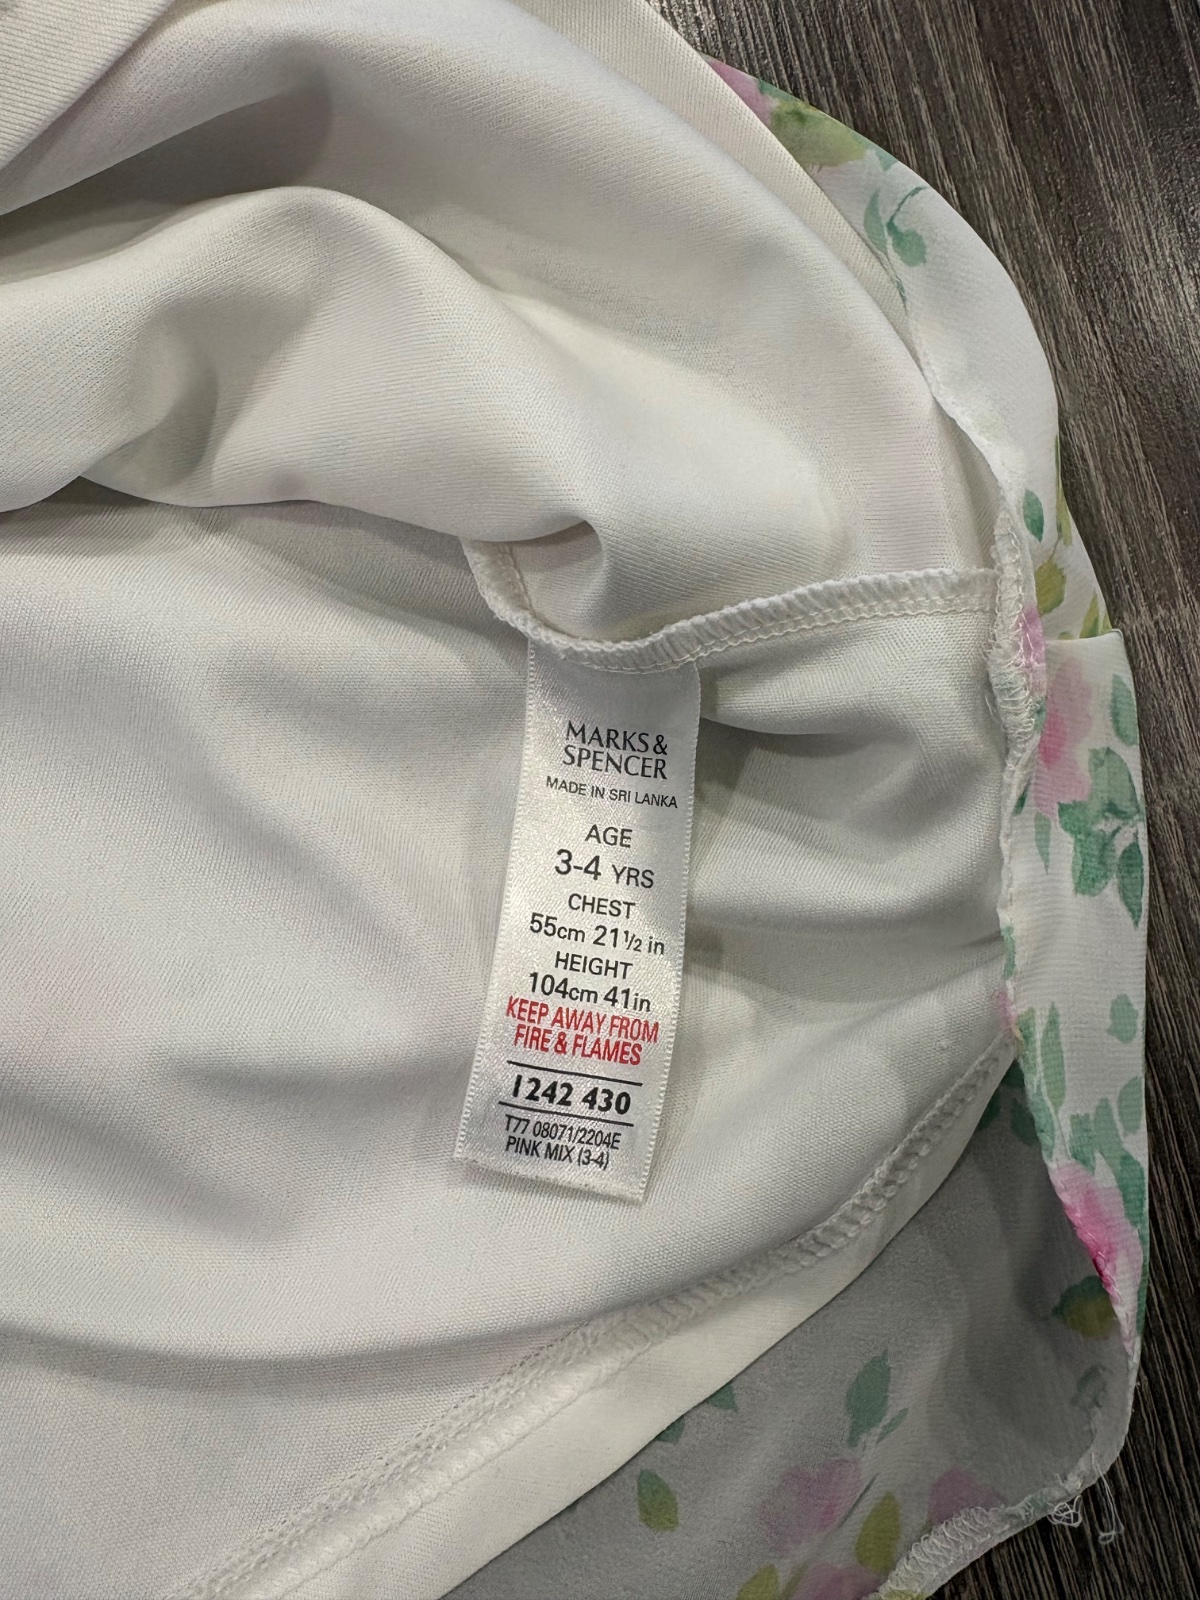 MARKS &
SPENCER
MADE IN SRI LANKA
AGE
3-4 YRS
CHEST
55cm 21½ in
HEIGHT
104cm 41in
KEEP AWAY FROM
FIRE & FLAMES
1242 430
T77 08071/2204E
PINK MIX (3-4)